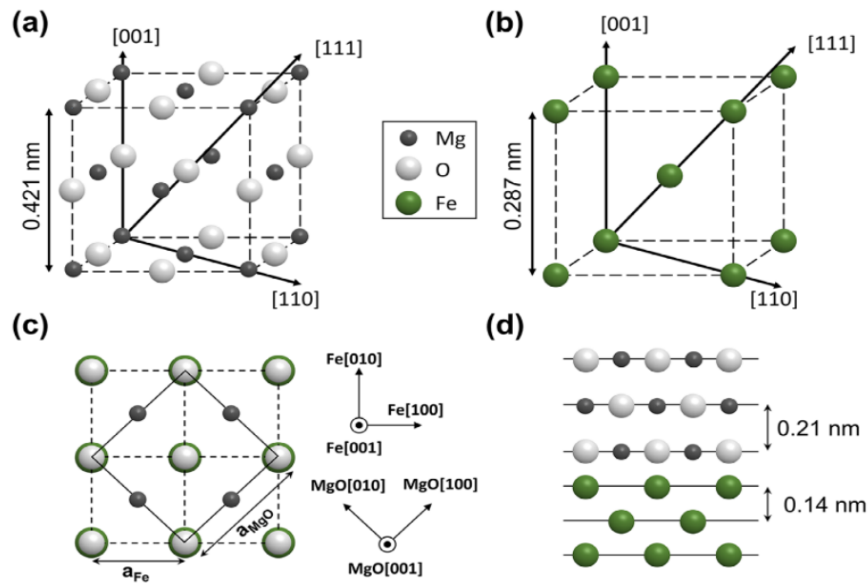 (a)
[001]
[111]
0.421 nm
[110]
Mg
O
Fe
(b)
[001]
[111]
0.287 nm
[110]
(c)
Fe[010]
Fe[100]
Fe[001]
MgO[010]
MgO[100]
MgO[001]
aMgO
aFe
(d)
0.21 nm
0.14 nm